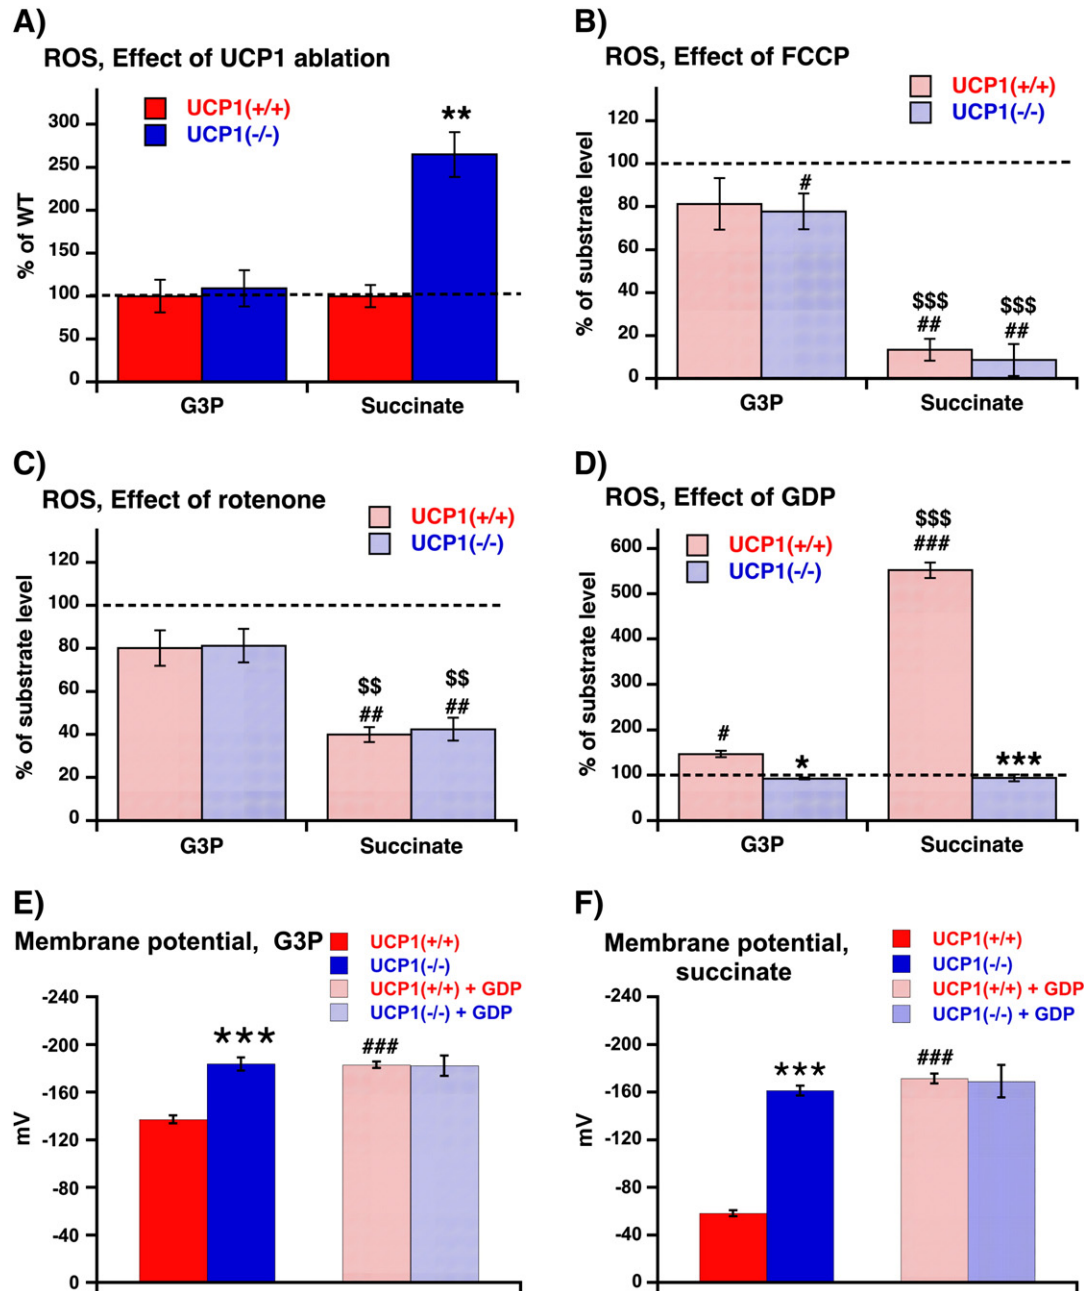 A)
ROS, Effect of UCP1 ablation
UCP1(+/+)
UCP1(-/-)
**
% of WT
300
250
200
150
100
50
0
G3P
Succinate
B)
ROS, Effect of FCCP
UCP1(+/+)
UCP1(-/-)
% of substrate level
120
100
80
60
40
20
0
#
$$$
##
$$$
##
G3P
Succinate
C)
ROS, Effect of rotenone
UCP1(+/+)
UCP1(-/-)
% of substrate level
120
100
80
60
40
20
0
$$
##
$$
##
G3P
Succinate
D)
ROS, Effect of GDP
UCP1(+/+)
UCP1(-/-)
% of substrate level
600
500
400
300
200
100
0
#
*
$$$
###
***
G3P
Succinate
E)
Membrane potential, G3P
UCP1(+/+)
UCP1(-/-)
UCP1(+/+) + GDP
UCP1(-/-) + GDP
mV
-240
-200
-160
-120
-80
-40
0
***
###
F)
Membrane potential,
succinate
UCP1(+/+)
UCP1(-/-)
UCP1(+/+) + GDP
UCP1(-/-) + GDP
mV
-240
-200
-160
-120
-80
-40
0
***
###